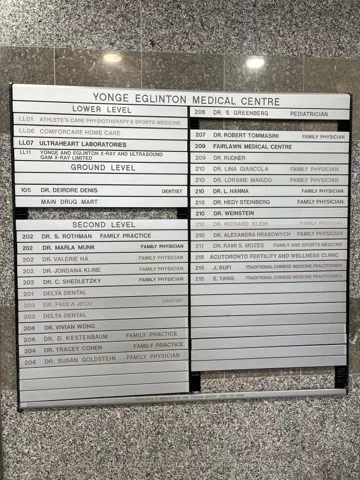 YONGE EGLINTON MEDICAL CENTRE
LOWER LEVEL
LL01 ATHLETE'S CARE PHYSIOTHERAPY & SPORTS MEDICINE
LL06 COMFORCARE HOME CARE
LL07 ULTRAHEART LABORATORIES
LL11 YONGE AND EGLINTON X-RAY AND ULTRASOUND
GAM X-RAY LIMITED
GROUND LEVEL
105 DR. DEIRDRE DENIS DENTIST
MAIN DRUG MART
SECOND LEVEL
202 DR. S. ROTHMAN FAMILY PRACTICE
202 DR. MARLA MUNK FAMILY PHYSICIAN
202 DR. VALERIE HA FAMILY PHYSICIAN
202 DR. JORDANA KLINE FAMILY PHYSICIAN
202 DR. C. SHEDLETZKY FAMILY PHYSICIAN
201 DELTA DENTAL
203 DR. PAULA JECU DENTIST
203 DELTA DENTAL
204 DR. VIVIAN WONG
204 DR. D. KESTENBAUM FAMILY PRACTICE
204 DR. TRACEY COHEN FAMILY PRACTICE
204 DR. SUSAN GOLDSTEIN FAMILY PHYSICIAN
206 DR. S. GREENBERG PEDIATRICIAN
207 DR. ROBERT TOMMASINI FAMILY PHYSICIAN
209 FAIRLAWN MEDICAL CENTRE
209 DR. RUDNER
210 DR. LINA GIANCOLA FAMILY PHYSICIAN
210 DR. LORAINE MANZIG FAMILY PHYSICIAN
210 DR. L. HANNA FAMILY PHYSICIAN
219 DR. HEDY STEINBERG FAMILY PHYSICIAN
210 DR. WEINSTEIN
210 DR. RICHARD KLEIN FAMILY PHYSICIAN
210 DR. ALEXANDRA HRABOWYCH FAMILY PHYSICIAN
211 DR. RAMI S. MOZES FAMILY AND SPORTS MEDICINE
215 ACUTORONTO FERTILITY AND WELLNESS CLINIC
215 J. SUFI TRADITIONAL CHINESE MEDICINE PRACTITIONER
215 E. YANG TRADITIONAL CHINESE MEDICINE PRACTITIONER